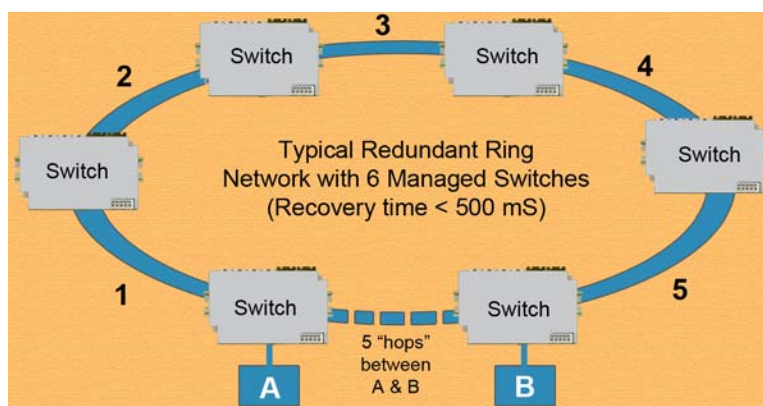 3
Switch
Switch
2
4
Switch
Switch
Typical Redundant Ring
Network with 6 Managed Switches
(Recovery time < 500 mS)
1
5
Switch
Switch
5 “hops”
between
A & B
A
B